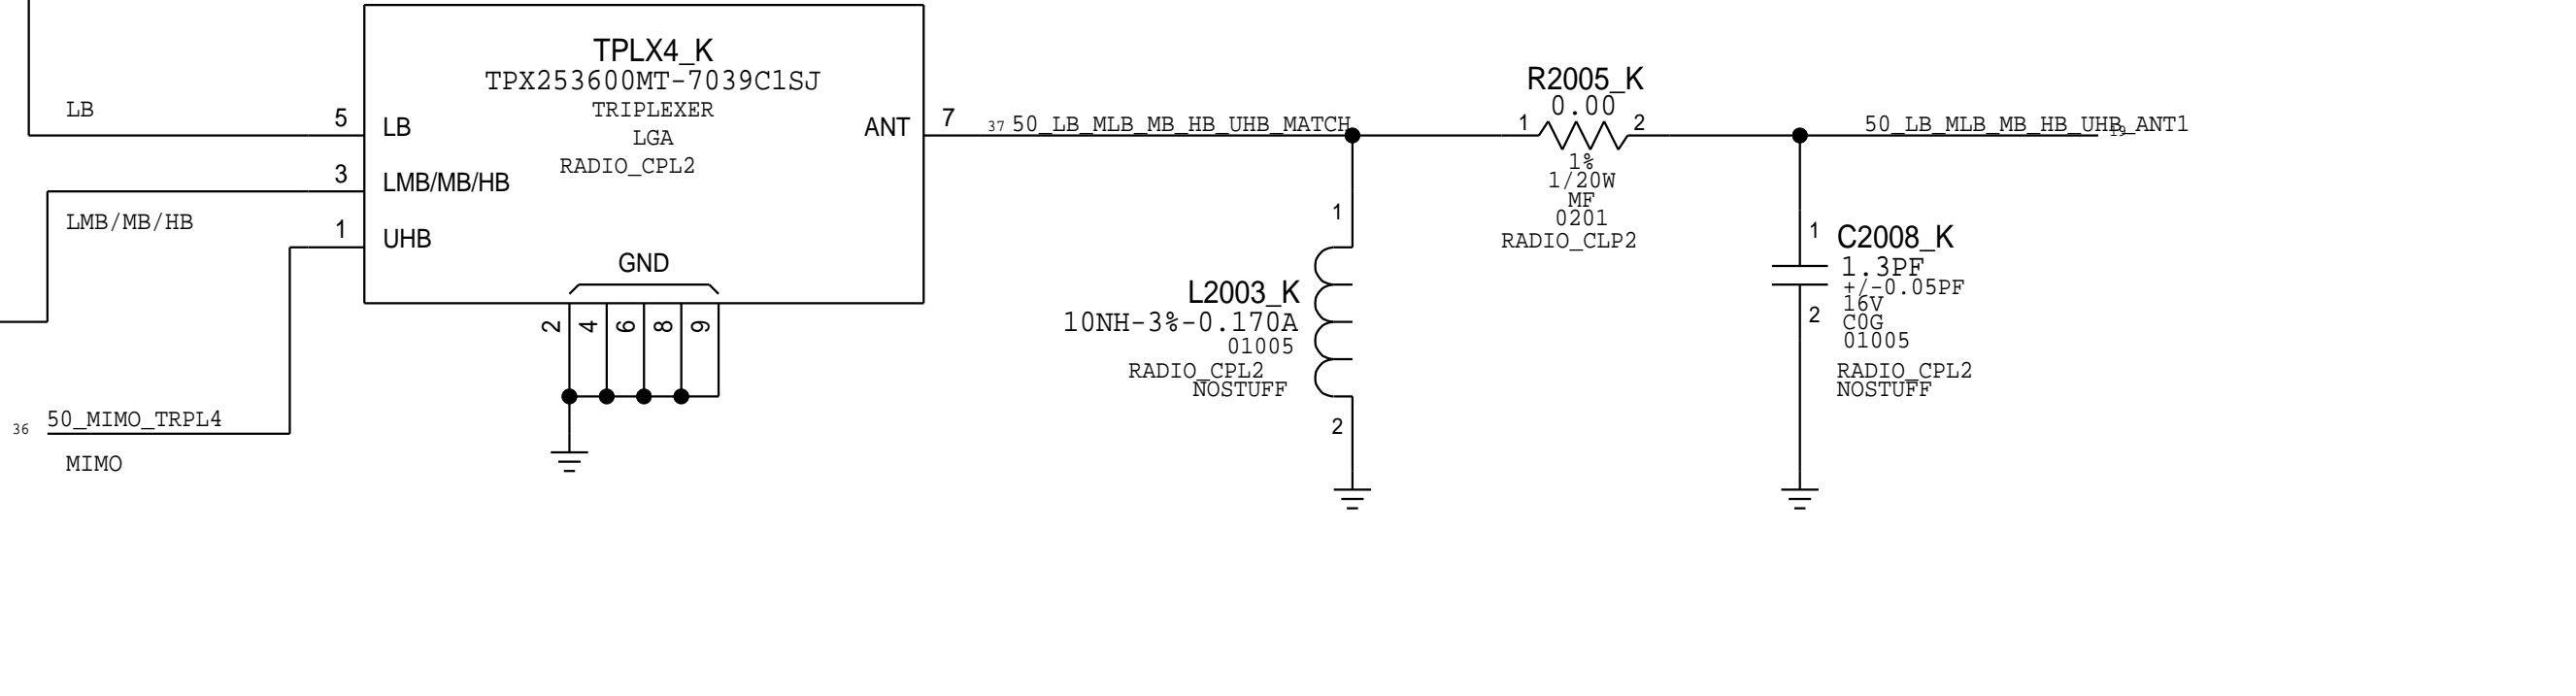 TPLX4_K
TPX253600MT-7039C1SJ
TRIPLEXER
LGA
RADIO_CPL2
LB
5
LB
3
LMB/MB/HB
LMB/MB/HB
1
UHB
GND
2
4
6
8
9
36
50_MIMO_TRPL4
MIMO
ANT
7
37 50_LB_MLB_MB_HB_UHB_MATCH
1
L2003_K
10NH-3%-0.170A
01005
RADIO_CPL2
NOSTUFF
2
R2005_K
0.00
1
2
1%
1/20W
MF
0201
RADIO_CLP2
50_LB_MLB_MB_HB_UHB_ANT1
19
1
C2008_K
1.3PF
+/-0.05PF
16V
2
C0G
01005
RADIO_CPL2
NOSTUFF